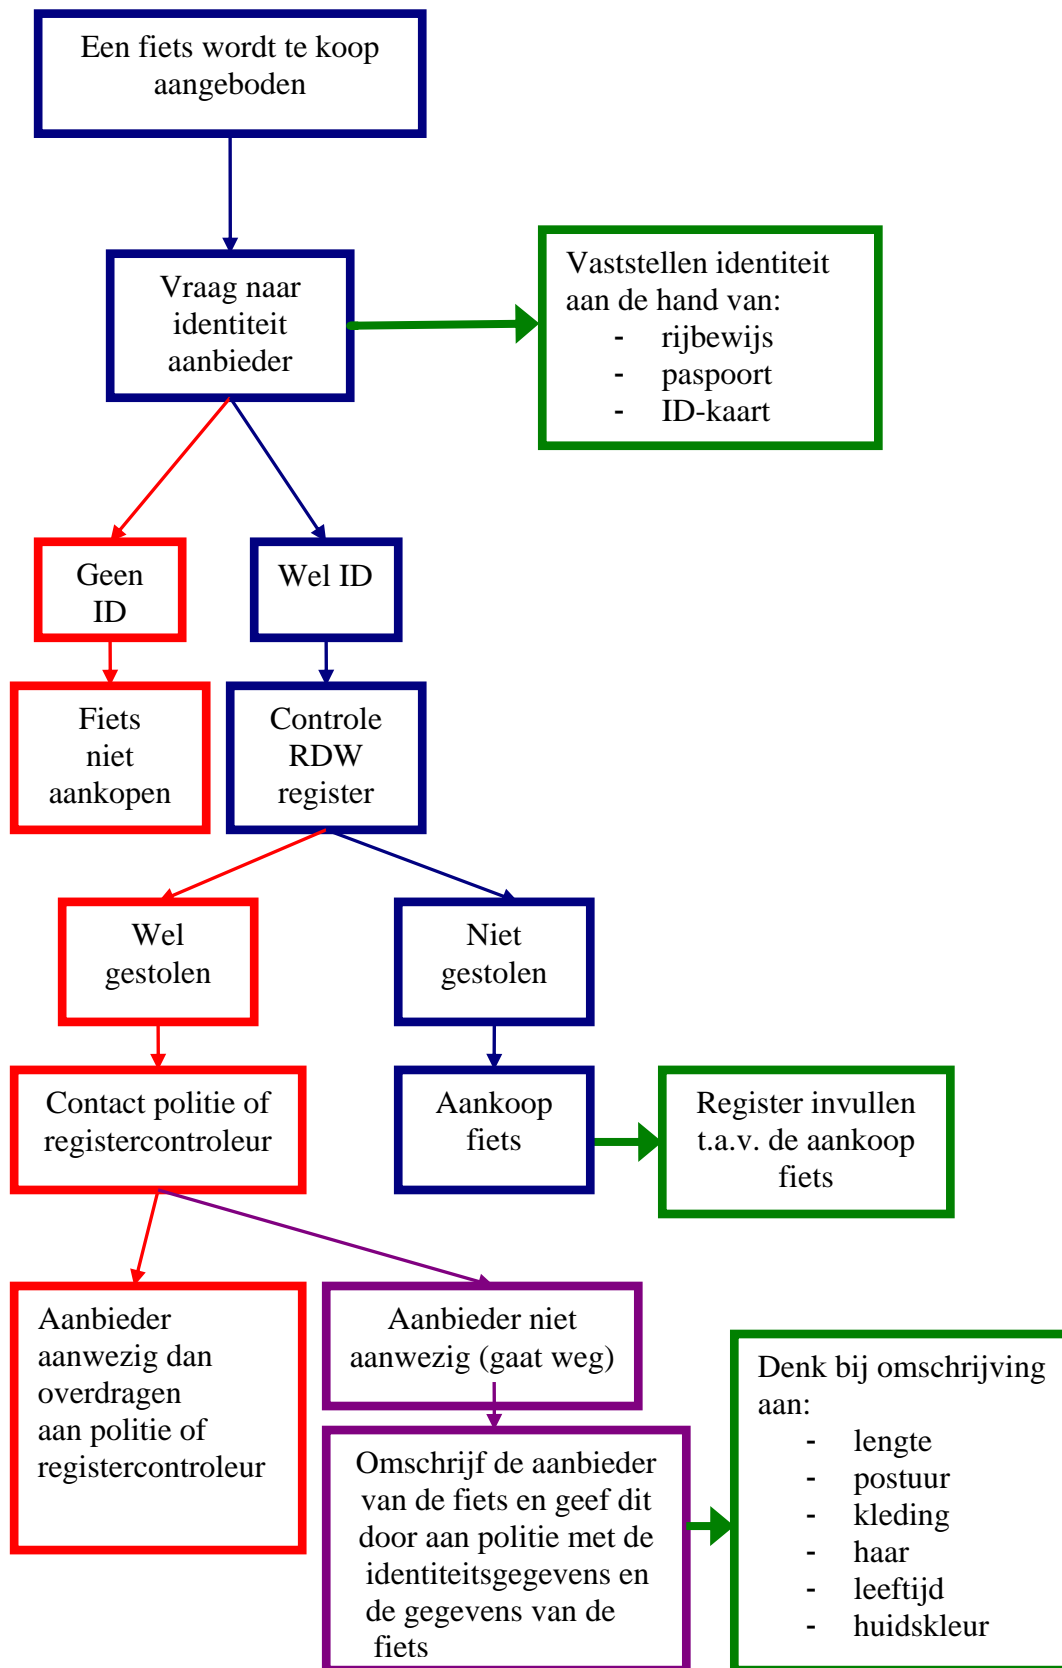 Een fiets wordt te koop
aangeboden
Vraag naar
identiteit
aanbieder
Vaststellen identiteit
aan de hand van:
- rijbewijs
- paspoort
- ID-kaart
Geen
ID
Wel ID
Fiets
niet
aankopen
Controle
RDW
register
Wel
gestolen
Niet
gestolen
Contact politie of
registercontroleur
Aankoop
fiets
Register invullen
t.a.v. de aankoop
fiets
Aanbieder
aanwezig dan
overdragen
aan politie of
registercontroleur
Aanbieder niet
aanwezig (gaat weg)
Omschrijf de aanbieder
van de fiets en geef dit
door aan politie met de
identiteitsgegevens en
de gegevens van de
fiets
Denk bij omschrijving
aan:
- lengte
- postuur
- kleding
- haar
- leeftijd
- huidskleur